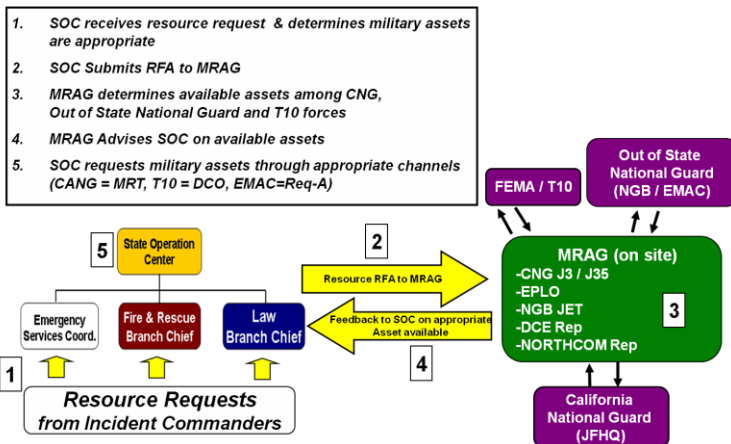 1. SOC receives resource request & determines military assets
are appropriate
2. SOC Submits RFA to MRAG
3. MRAG determines available assets among CNG,
Out of State National Guard and T10 forces
4. MRAG Advises SOC on available assets
5. SOC requests military assets through appropriate channels
(CANG = MRT, T10 = DCO, EMAC=Req-A)
Out of State
National Guard
(NGB / EMAC)
FEMA / T10
5
State Operation
Center
2
Resource RFA to MRAG
MRAG (on site)
-CNG J3 / J35
-EPLO
-NGB JET
-DCE Rep
-NORTHCOM Rep
3
Emergency
Services Coord.
Fire & Rescue
Branch Chief
Law
Branch Chief
Feedback to SOC on appropriate
Asset available
4
1
Resource Requests
from Incident Commanders
California
National Guard
(JFHQ)